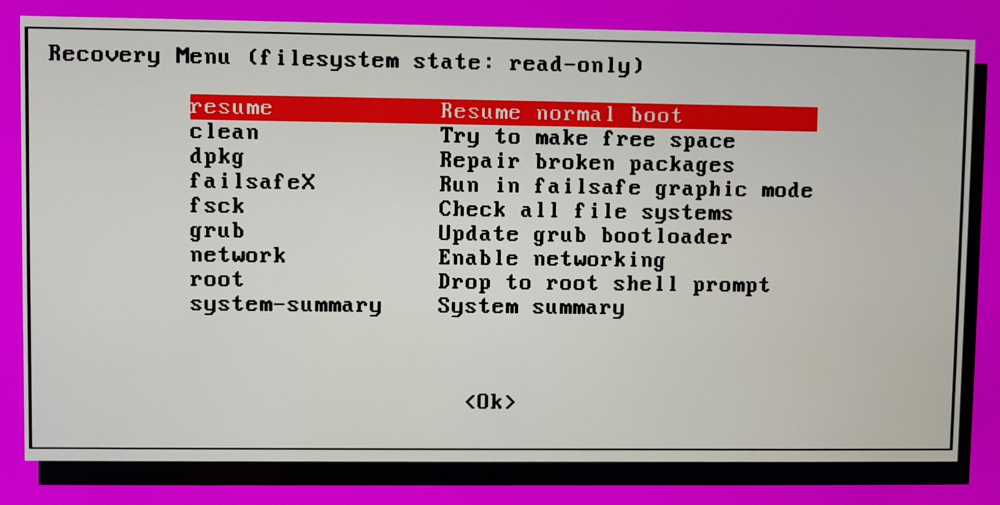 Recovery Menu (filesystem state: read-only)
resume Resume normal boot
clean Try to make free space
dpkg Repair broken packages
failsafeX Run in failsafe graphic mode
fsck Check all file systems
grub Update grub bootloader
network Enable networking
root Drop to root shell prompt
system-summary System summary
<Ok>